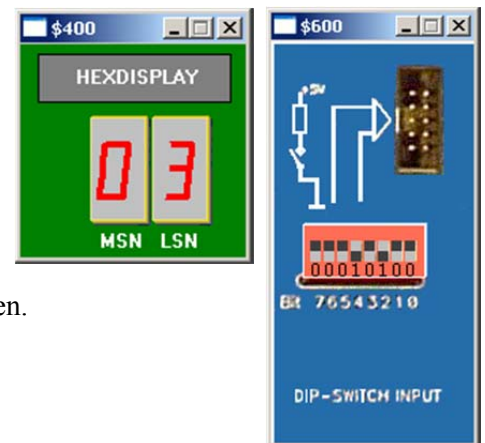 $400
HEXDISPLAY
03
MSN LSN
en.
$600
+5V
00010100
Bit 76543210
DIP-SWITCH INPUT